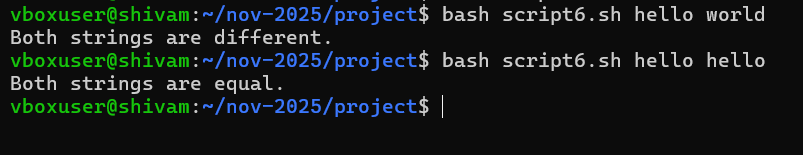 vboxuser@shivam:~/nov-2025/project$ bash script6.sh hello world
Both strings are different.
vboxuser@shivam:~/nov-2025/project$ bash script6.sh hello hello
Both strings are equal.
vboxuser@shivam:~/nov-2025/project$